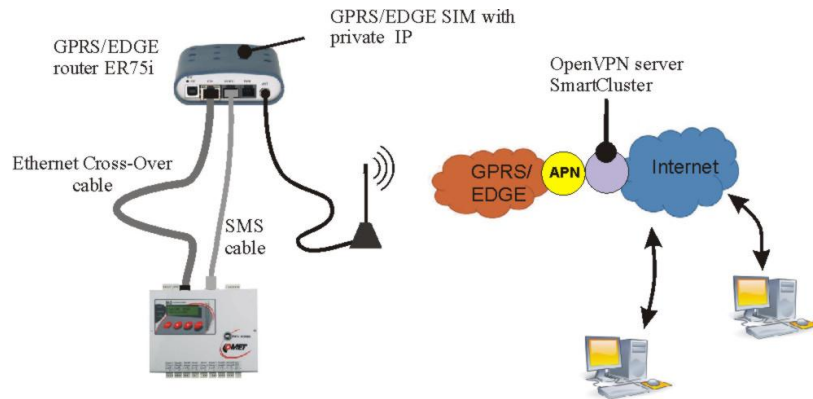 GPRS/EDGE SIM with
private IP
GPRS/EDGE
router ER75i
OpenVPN server
SmartCluster
Ethernet Cross-Over
cable
SMS
cable
GPRS/
EDGE
APN
Internet
COMET